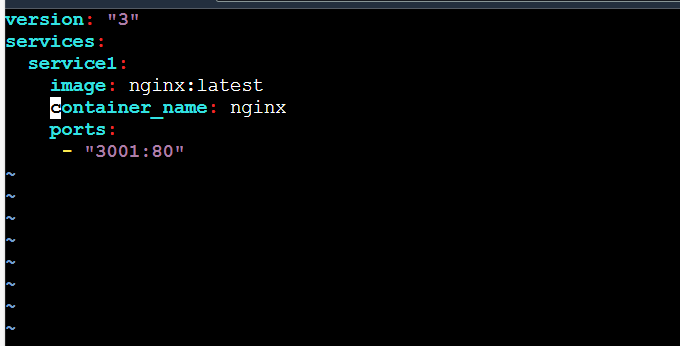 version: "3"
services:
  service1:
    image: nginx:latest
    container_name: nginx
    ports:
     - "3001:80"
~
~
~
~
~
~
~
~